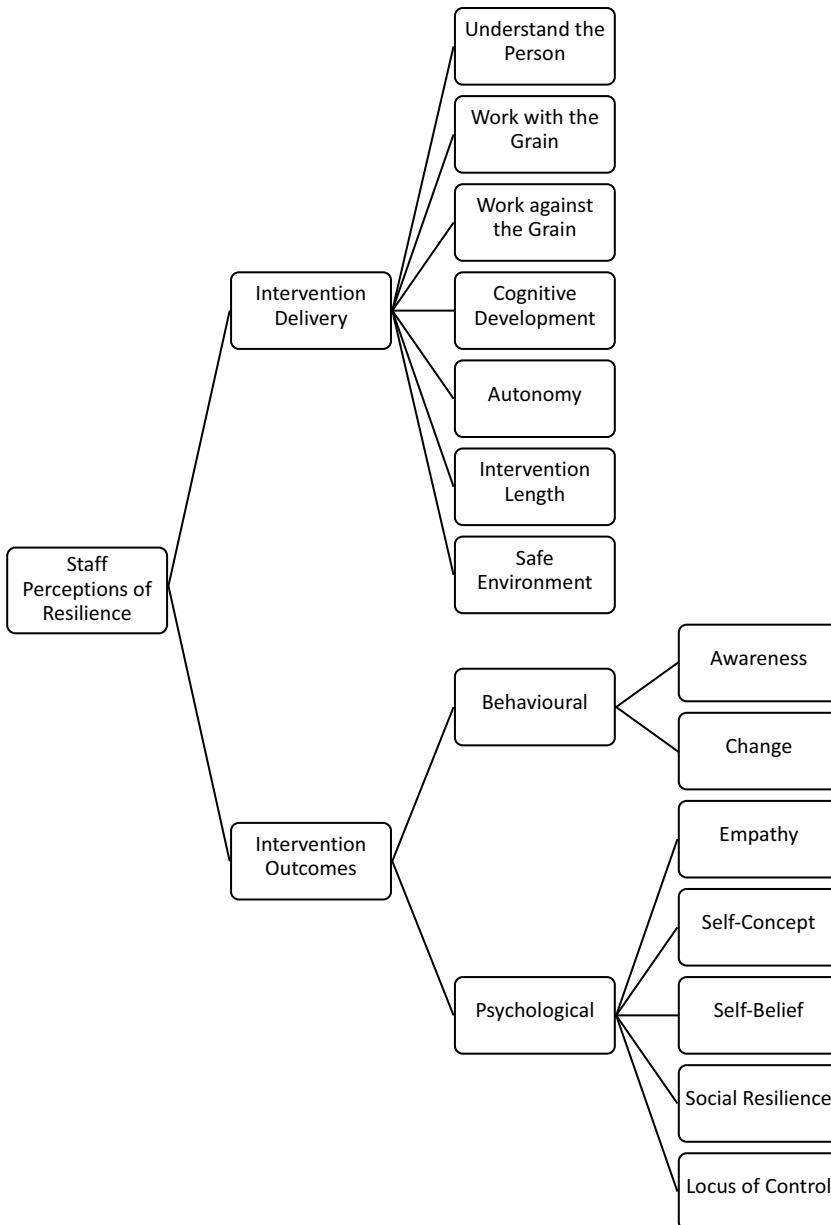 Understand the
Person
Work with the
Grain
Work against
the Grain
Intervention
Delivery
Cognitive
Development
Autonomy
Intervention
Length
Safe
Environment
Staff
Perceptions of
Resilience
Awareness
Behavioural
Change
Intervention
Outcomes
Empathy
Self-Concept
Psychological
Self-Belief
Social Resilience
Locus of Control